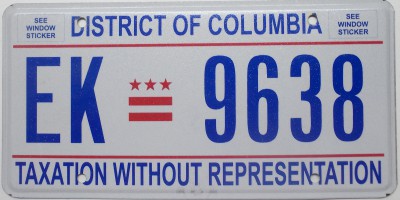 SEE
WINDOW
STICKER
DISTRICT OF COLUMBIA
SEE
WINDOW
STICKER
EK 9638
TAXATION WITHOUT REPRESENTATION